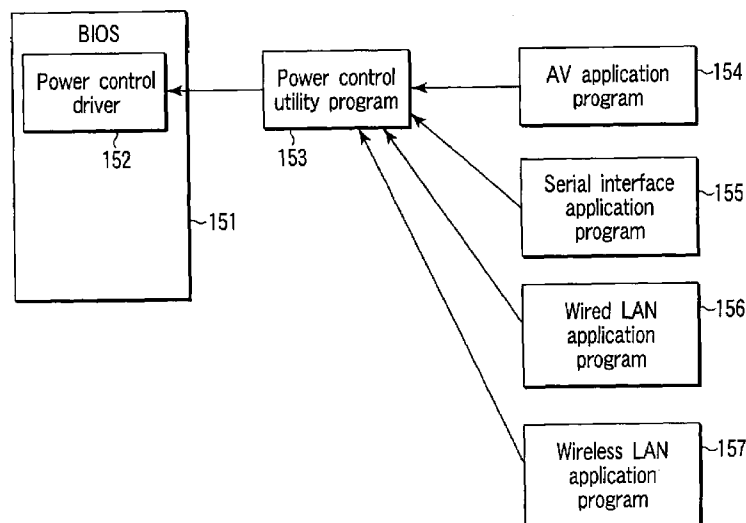 BIOS
Power control
driver
152
151
Power control
utility program
153
AV application
program
154
Serial interface
application
program
155
Wired LAN
application
program
156
Wireless LAN
application
program
157